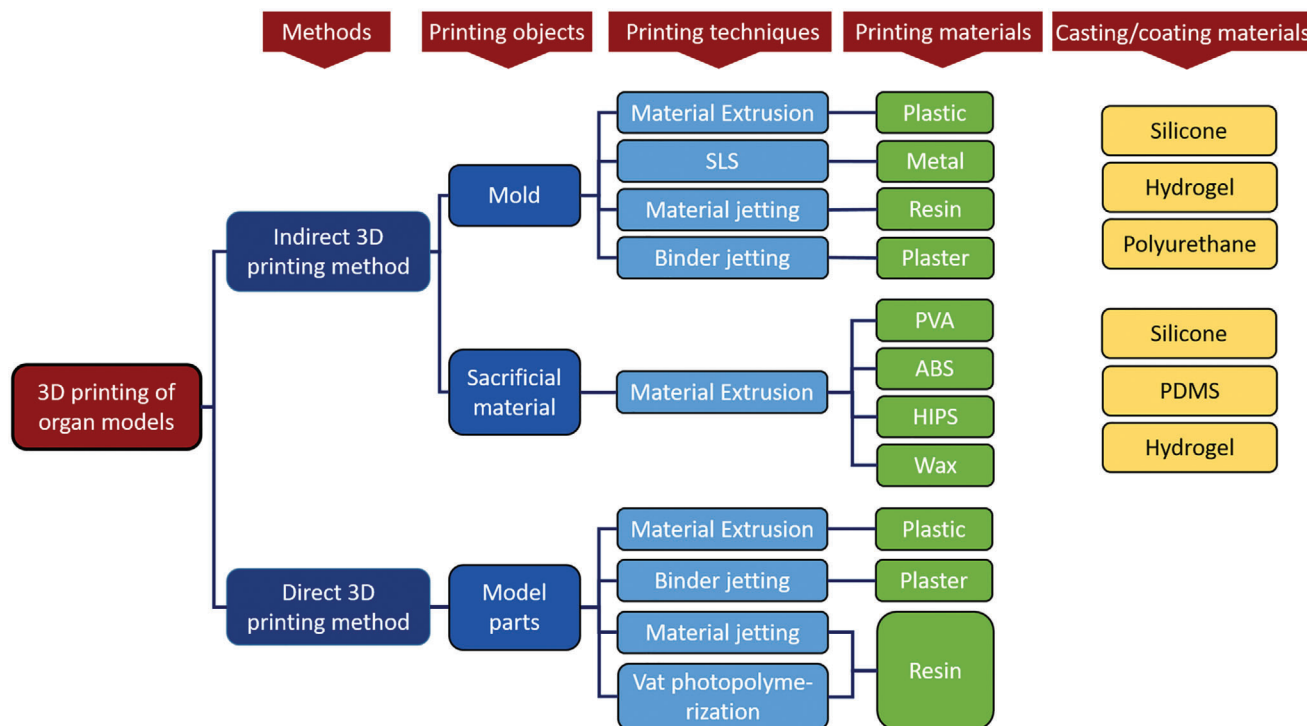 Methods
Printing objects
Printing techniques
Printing materials
Casting/coating materials
3D printing of
organ models
Indirect 3D
printing method
Mold
Material Extrusion
Plastic
SLS
Metal
Material jetting
Resin
Binder jetting
Plaster
Silicone
Hydrogel
Polyurethane
Sacrificial
material
Material Extrusion
PVA
ABS
HIPS
Wax
Silicone
PDMS
Hydrogel
Direct 3D
printing method
Model
parts
Material Extrusion
Plastic
Binder jetting
Plaster
Material jetting
Vat photopolyme-
rization
Resin